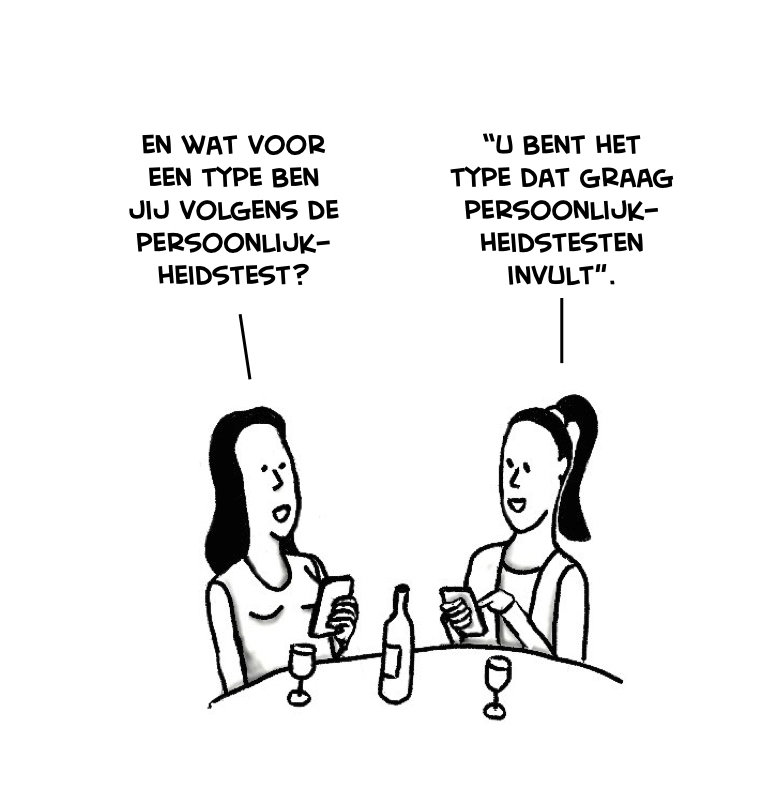 EN WAT VOOR
EEN TYPE BEN
JIJ VOLGENS DE
PERSOONLIJK-
HEIDSTEST?
"U BENT HET
TYPE DAT GRAAG
PERSOONLIJK-
HEIDSTESTEN
INVULT".